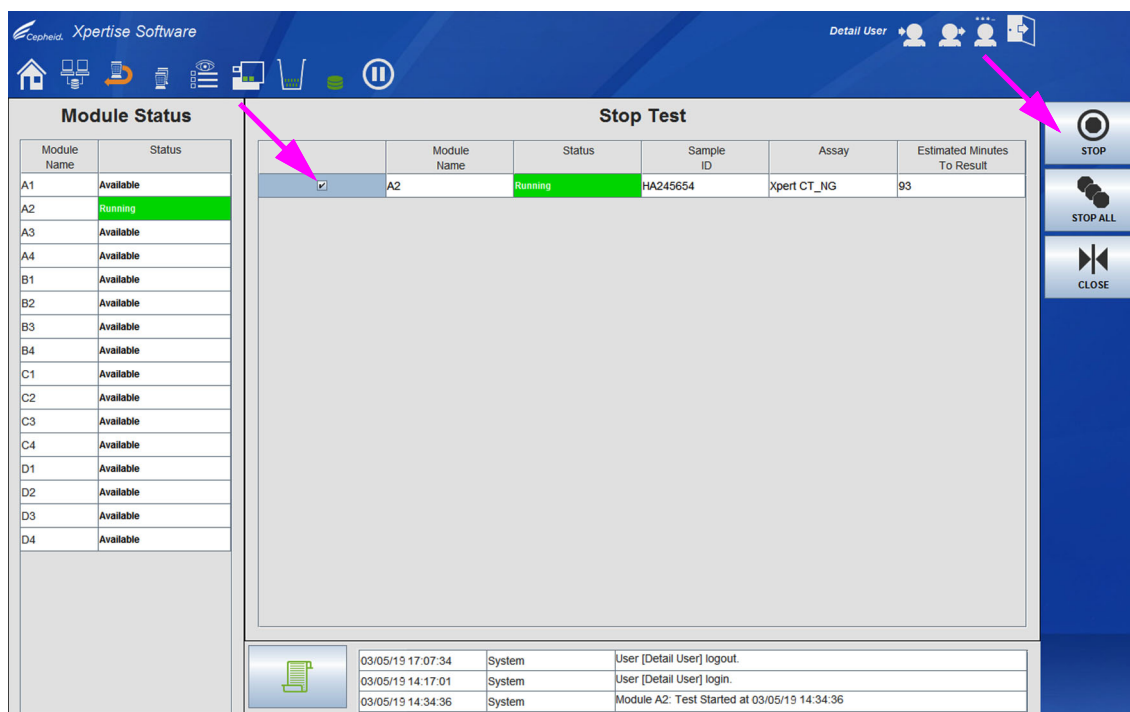 Cepheid. Xpertise Software
Detail User
Module Status
Module Name Status
A1 Available
A2 Running
A3 Available
A4 Available
B1 Available
B2 Available
B3 Available
B4 Available
C1 Available
C2 Available
C3 Available
C4 Available
D1 Available
D2 Available
D3 Available
D4 Available
Stop Test
Module Name Status Sample ID Assay Estimated Minutes To Result
A2 Running HA245654 Xpert CT_NG 93
STOP
STOP ALL
CLOSE
03/05/19 17:07:34 System User [Detail User] logout.
03/05/19 14:17:01 System User [Detail User] login.
03/05/19 14:34:36 System Module A2: Test Started at 03/05/19 14:34:36